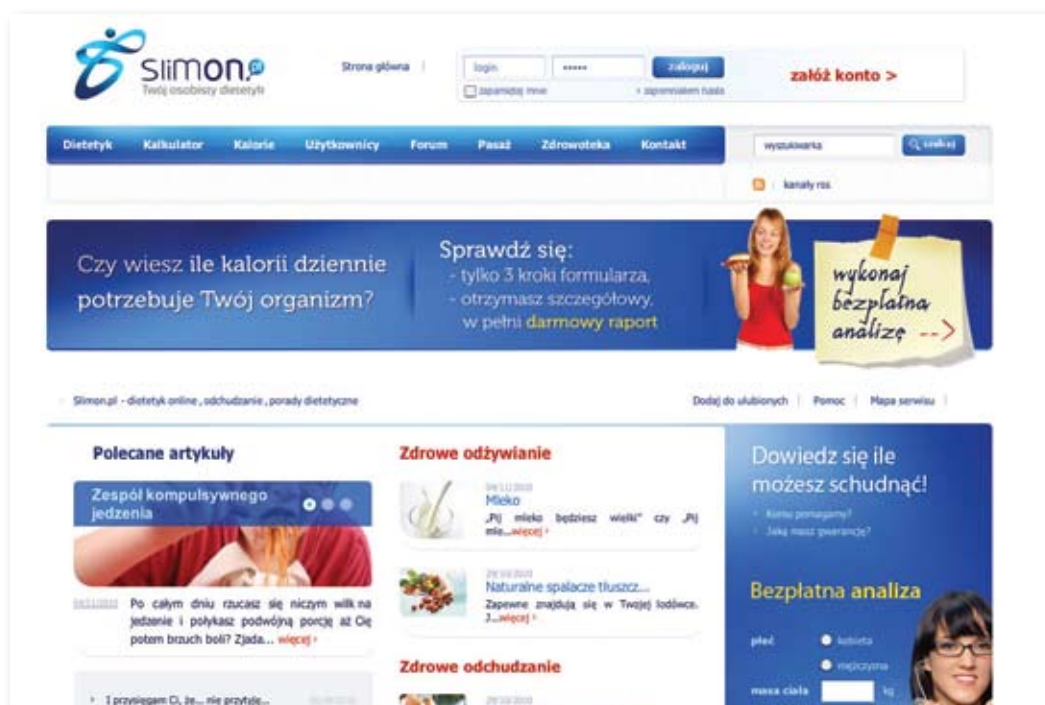 Slimon.pl
Twój osobisty dietetyk
Strona główna
login
zaloguj
zapamiętaj mnie
zapomniałem hasła
załóż konto >
Dietetyk Kalkulator Kalorie Użytkownicy Forum Pasaż Zdrowoteka Kontakt
wyszukiwarka
szukaj
kanały rss
Czy wiesz ile kalorii dziennie
potrzebuje Twój organizm?
Sprawdź się:
- tylko 3 kroki formularza,
- otrzymasz szczegółowy,
w pełni darmowy raport
wykonaj
bezpłatną
analizę -->
Slimon.pl - dietetyk online, odchudzanie, porady dietetyczne
Dodaj do ulubionych | Pomoc | Mapa serwisu |
Polecane artykuły
Zespół kompulsywnego
jedzenia
Po całym dniu rzucasz się niczym wilk na
jedzenie i połykasz podwójną porcję aż Cię
potem brzuch boli? Zjada... więcej ›
I przysięgam Ci, że... nie przytyję...
Zdrowe odżywianie
Mleko
„Pij mleko będziesz wielki" czy „Pij
mle...więcej ›
Naturalne spalacze tłuszcz...
Zapewne znajdują się w Twojej lodówce.
J...więcej ›
Zdrowe odchudzanie
Dowiedz się ile
możesz schudnąć!
Komu pomagamy?
Jaką masz gwarancję?
Bezpłatna analiza
płeć
kobieta
mężczyzna
masa ciała kg